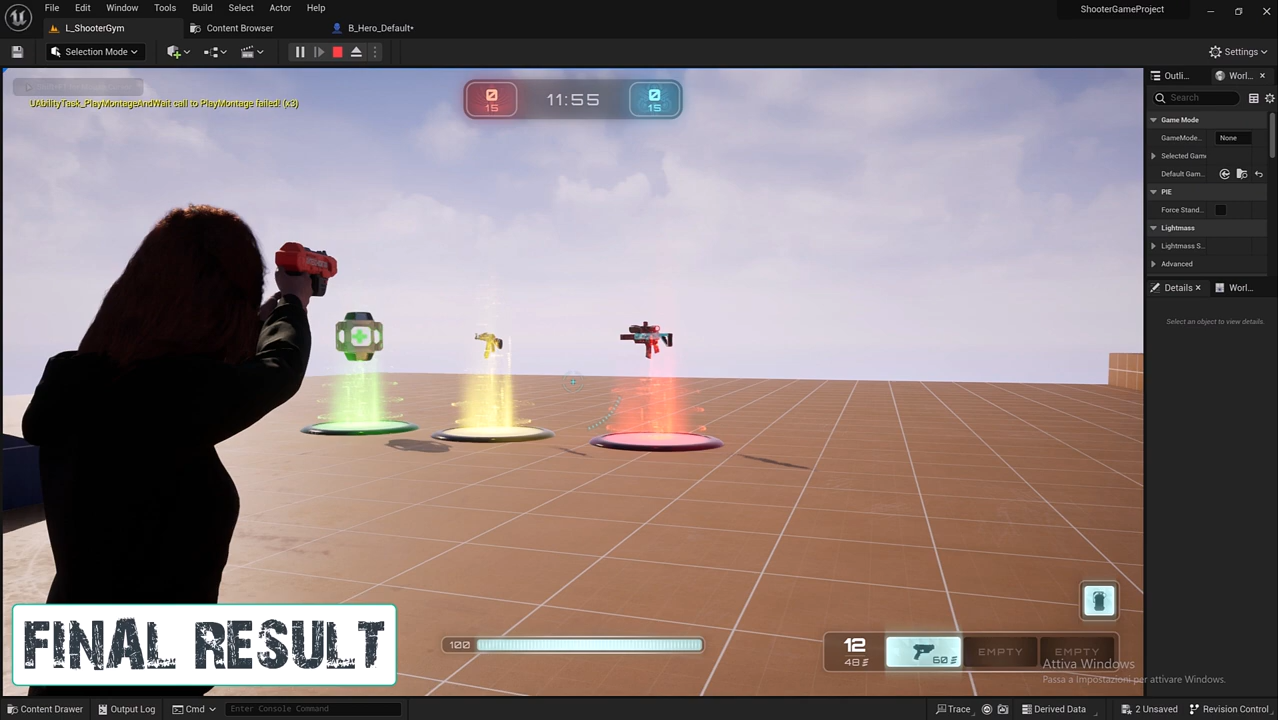 File Edit Window Tools Build Select Actor Help
ShooterGameProject
L_ShooterGym Content Browser B_Hero_Default*
Selection Mode Settings
UAbilityTask_PlayMontageAndWait call to PlayMontage failed! (x3)
0 15 11:55 0 15
Outli... Worl...
Search
Game Mode
GameMode... None
Selected Gam
Default Gam...
PIE
Force Stand...
Lightmass
Lightmass S...
Advanced
Details Worl...
Select an object to view details.
FINAL RESULT
100
12
48
60
EMPTY
EMPTY
Attiva Windows
Passa a Impostazioni per attivare Windows.
Content Drawer Output Log Cmd Enter Console Command Trace Derived Data 2 Unsaved Revision Control